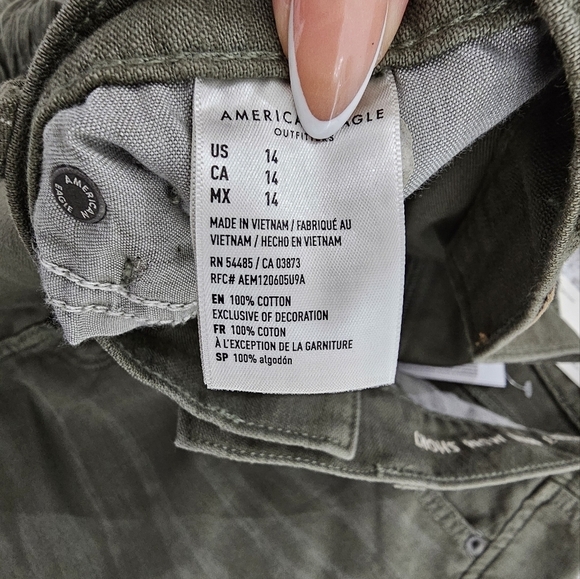 AMERICAN EAGLE
OUTFITTERS
US 14
CA 14
MX 14
MADE IN VIETNAM / FABRIQUÉ AU
VIETNAM / HECHO EN VIETNAM
RN 54485 / CA 03873
RFC# AEM120605U9A
EN 100% COTTON
EXCLUSIVE OF DECORATION
FR 100% COTON
À L'EXCEPTION DE LA GARNITURE
SP 100% algodón
AMERICAN
EAGLE